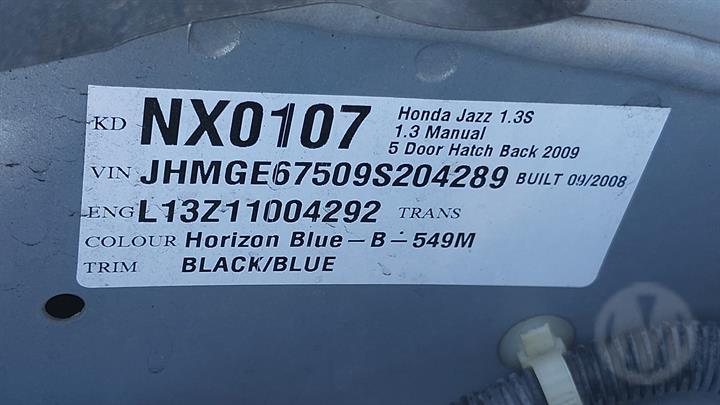 KD NX0107 Honda Jazz 1.3S
1.3 Manual
5 Door Hatch Back 2009
VIN JHMGE67509S204289 BUILT 09/2008
ENG L13Z11004292 TRANS
COLOUR Horizon Blue - B - 549M
TRIM BLACK/BLUE